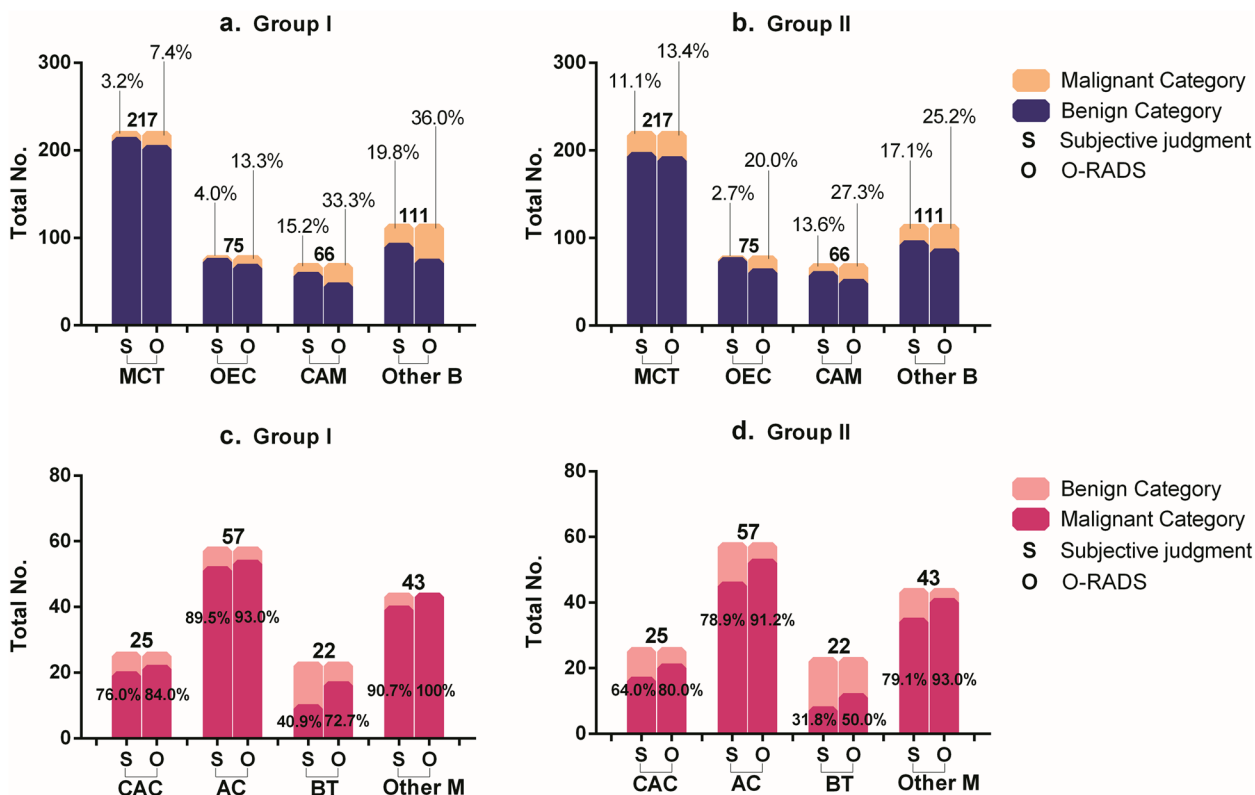 a. Group I
b. Group II
Total No.
300
200
100
0
3.2%
7.4%
217
4.0%
13.3%
75
15.2%
33.3%
66
19.8%
36.0%
111
S O S O S O S O
MCT OEC CAM Other B
Total No.
300
200
100
0
11.1%
13.4%
217
2.7%
20.0%
75
13.6%
27.3%
66
17.1%
25.2%
111
S O S O S O S O
MCT OEC CAM Other B
Malignant Category
Benign Category
S Subjective judgment
O O-RADS
c. Group I
d. Group II
Total No.
80
60
40
20
0
25
76.0% 84.0%
57
89.5% 93.0%
22
40.9% 72.7%
43
90.7% 100%
S O S O S O S O
CAC AC BT Other M
Total No.
80
60
40
20
0
25
64.0% 80.0%
57
78.9% 91.2%
22
31.8% 50.0%
43
79.1% 93.0%
S O S O S O S O
CAC AC BT Other M
Benign Category
Malignant Category
S Subjective judgment
O O-RADS